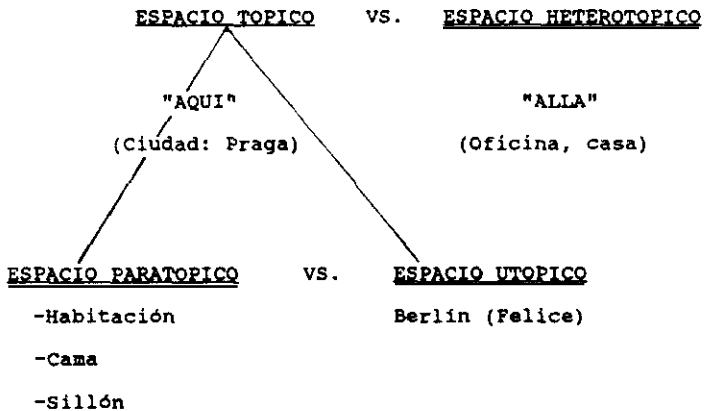 ESPACIO TOPICO VS. ESPACIO HETEROTOPICO
"AQUI" "ALLA"
(Ciudad: Praga) (Oficina, casa)
ESPACIO PARATOPICO VS. ESPACIO UTOPICO
-Habitación Berlín (Felice)
-Cama
-Sillón